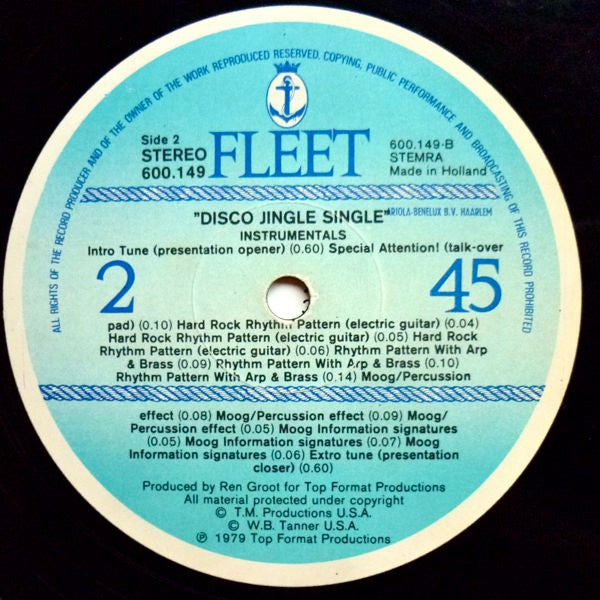 ALL RIGHTS OF THE RECORD PRODUCER AND OF THE OWNER OF THE WORK REPRODUCED RESERVED. COPYING, PUBLIC PERFORMANCE AND BROADCASTING OF THIS RECORD PROHIBITED
Side 2
STEREO
600.149
FLEET
600.149-B
STEMRA
Made in Holland
"DISCO JINGLE SINGLE"
ARIOLA-BENELUX B.V. HAARLEM
INSTRUMENTALS
Intro Tune (presentation opener) (0.60) Special Attention! (talk-over
2
45
pad) (0.10) Hard Rock Rhythm Pattern (electric guitar) (0.04)
Hard Rock Rhythm Pattern (electric guitar) (0.05) Hard Rock
Rhythm Pattern (electric guitar) (0.06) Rhythm Pattern With Arp
& Brass (0.09) Rhythm Pattern With Arp & Brass (0.10)
Rhythm Pattern With Arp & Brass (0.14) Moog/Percussion
effect (0.08) Moog/Percussion effect (0.09) Moog/
Percussion effect (0.05) Moog Information signatures
(0.05) Moog Information signatures (0.07) Moog
Information signatures (0.06) Extro tune (presentation
closer) (0.60)
Produced by Ren Groot for Top Format Productions
All material protected under copyright
© T.M. Productions U.S.A.
© W.B. Tanner U.S.A.
℗ 1979 Top Format Productions